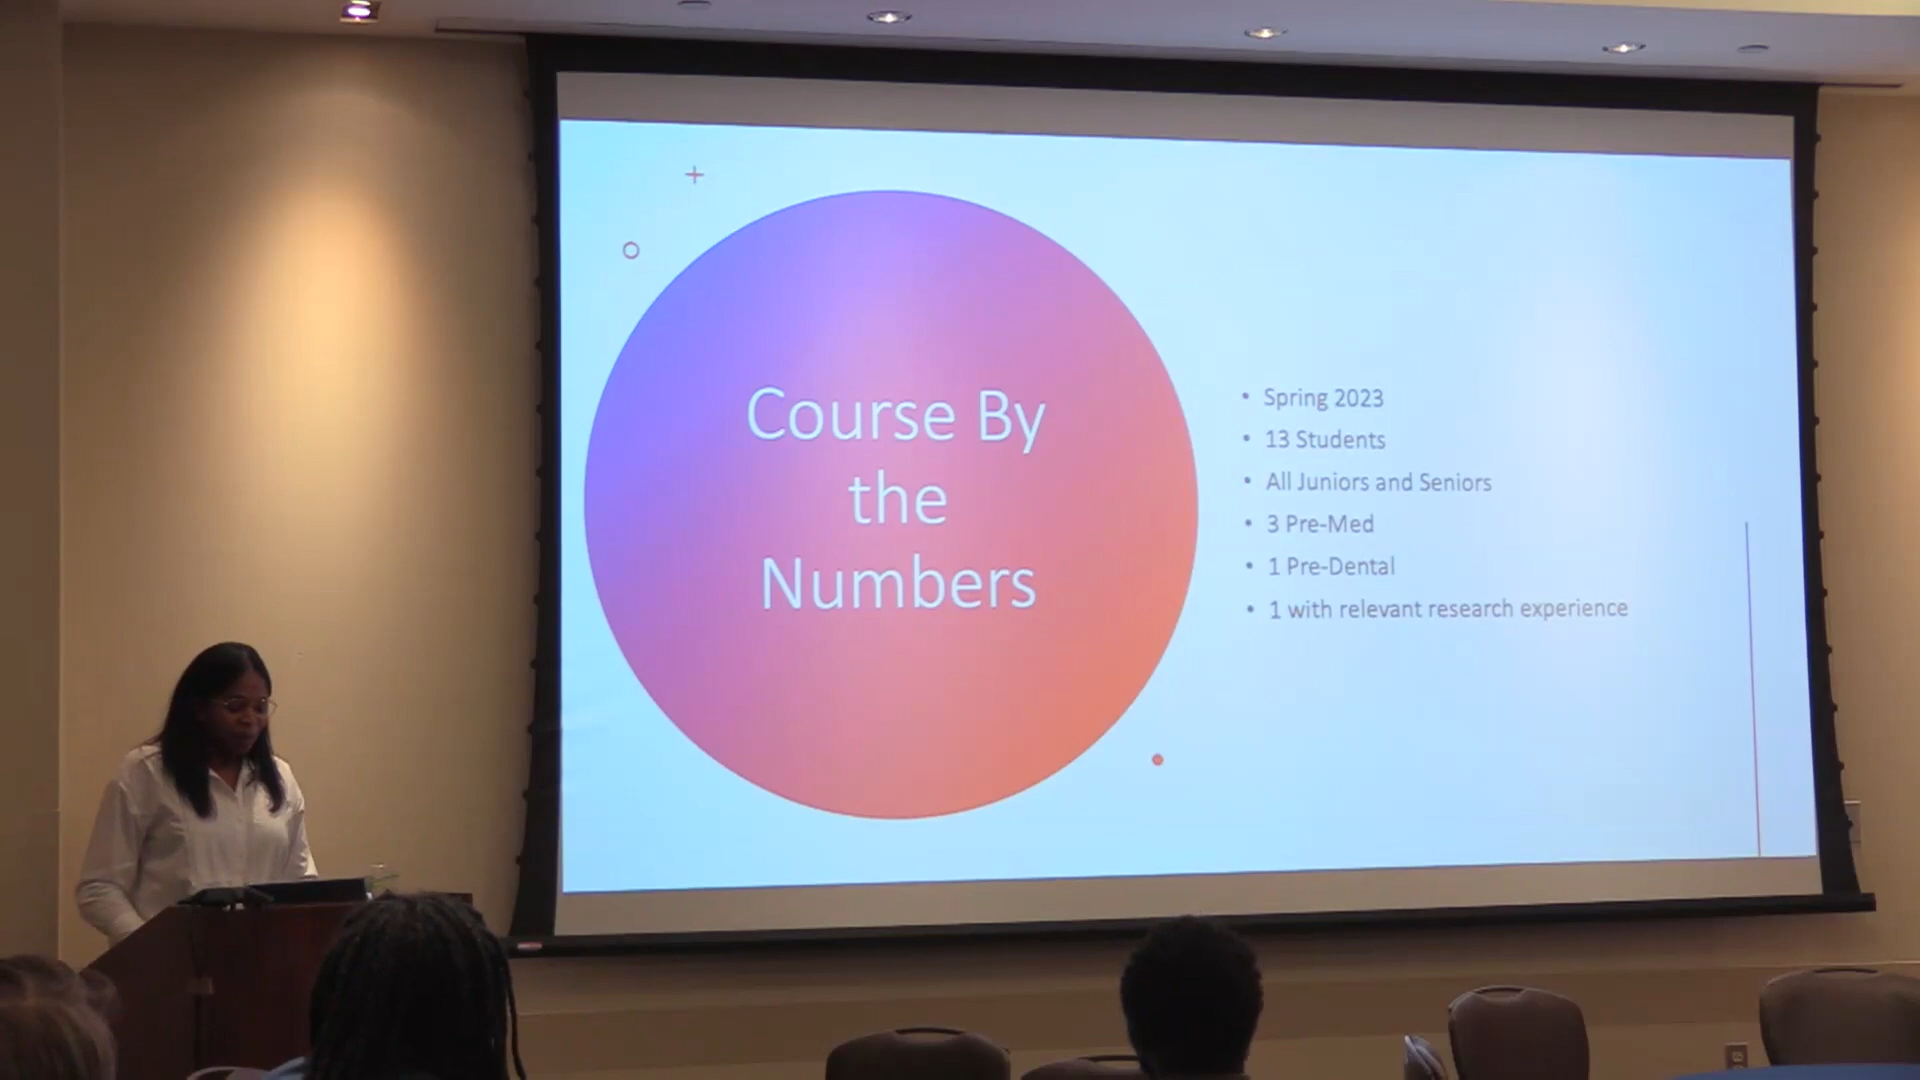 Course By
the
Numbers
• Spring 2023
• 13 Students
• All Juniors and Seniors
• 3 Pre-Med
• 1 Pre-Dental
• 1 with relevant research experience